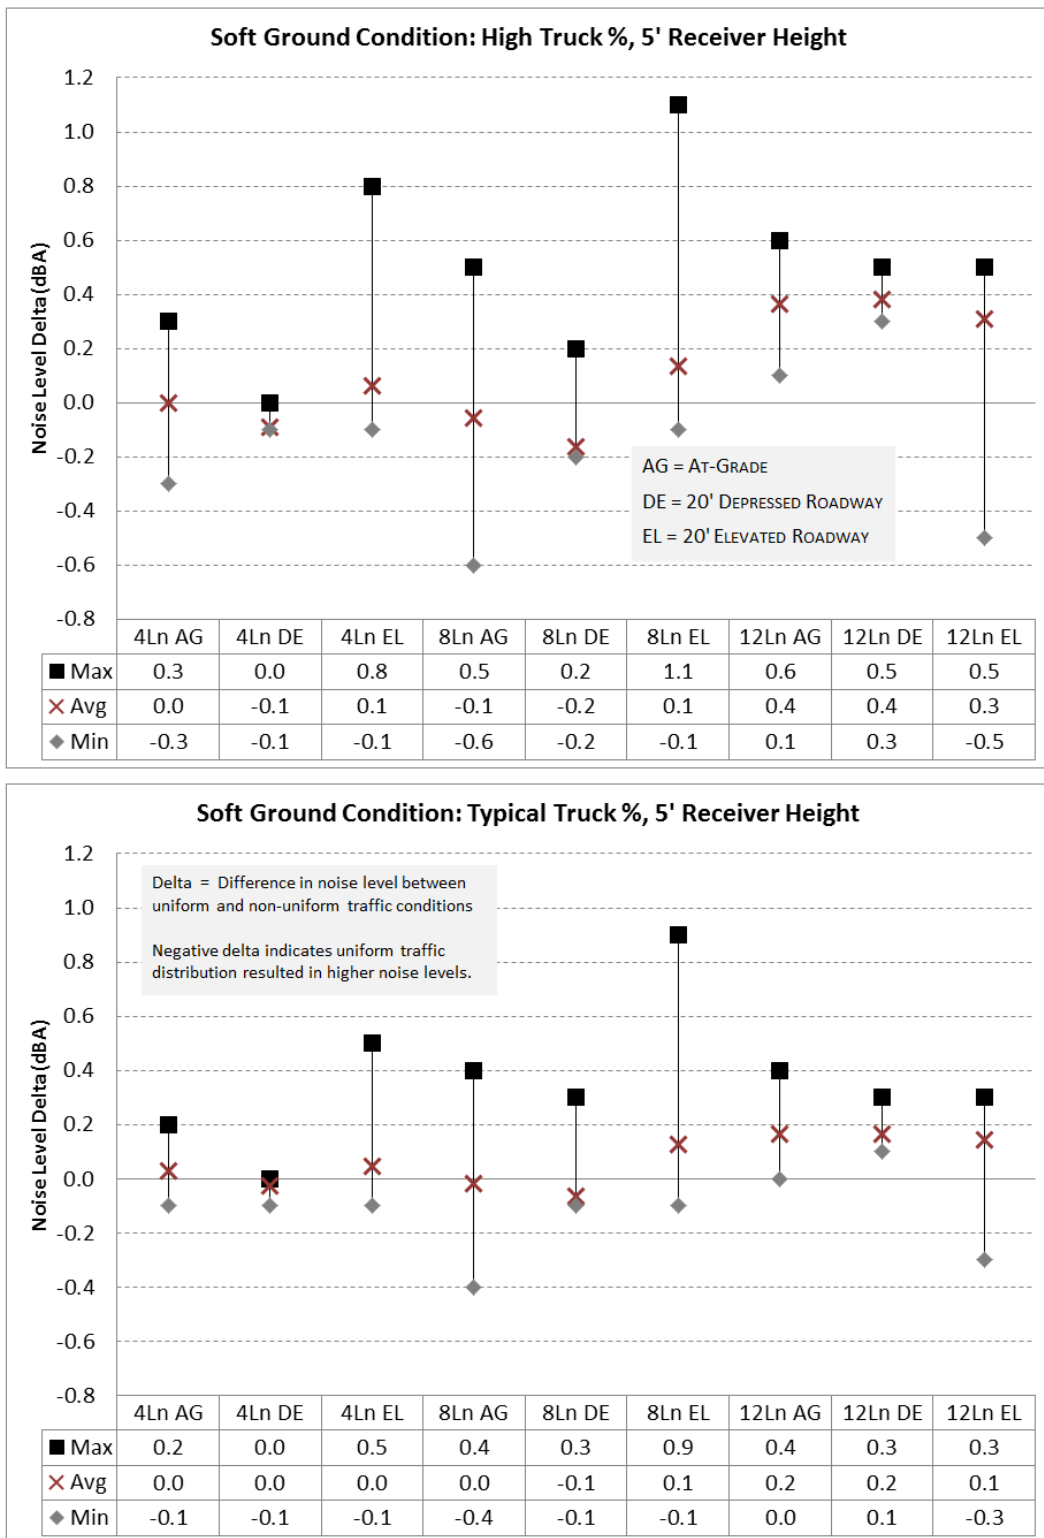 Soft Ground Condition: High Truck %, 5' Receiver Height
Noise Level Delta (dBA)
1.2
1.0
0.8
0.6
0.4
0.2
0.0
-0.2
-0.4
-0.6
-0.8
AG = AT-GRADE
DE = 20' DEPRESSED ROADWAY
EL = 20' ELEVATED ROADWAY
4Ln AG 4Ln DE 4Ln EL 8Ln AG 8Ln DE 8Ln EL 12Ln AG 12Ln DE 12Ln EL
Max 0.3 0.0 0.8 0.5 0.2 1.1 0.6 0.5 0.5
Avg 0.0 -0.1 0.1 -0.1 -0.2 0.1 0.4 0.4 0.3
Min -0.3 -0.1 -0.1 -0.6 -0.2 -0.1 0.1 0.3 -0.5
Soft Ground Condition: Typical Truck %, 5' Receiver Height
Noise Level Delta (dBA)
1.2
1.0
0.8
0.6
0.4
0.2
0.0
-0.2
-0.4
-0.6
-0.8
Delta = Difference in noise level between
uniform and non-uniform traffic conditions
Negative delta indicates uniform traffic
distribution resulted in higher noise levels.
4Ln AG 4Ln DE 4Ln EL 8Ln AG 8Ln DE 8Ln EL 12Ln AG 12Ln DE 12Ln EL
Max 0.2 0.0 0.5 0.4 0.3 0.9 0.4 0.3 0.3
Avg 0.0 0.0 0.0 0.0 -0.1 0.1 0.2 0.2 0.1
Min -0.1 -0.1 -0.1 -0.4 -0.1 -0.1 0.0 0.1 -0.3